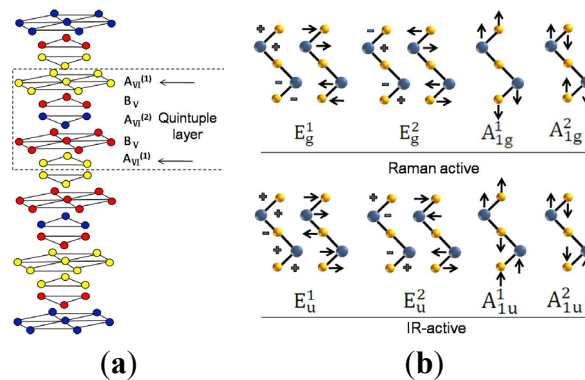 A_VI^(1)
B_V
A_VI^(2)
Quintuple
layer
B_V
A_VI^(1)
(a)
E_g^1
E_g^2
A_1g^1
A_1g^2
Raman active
E_u^1
E_u^2
A_1u^1
A_1u^2
IR-active
(b)